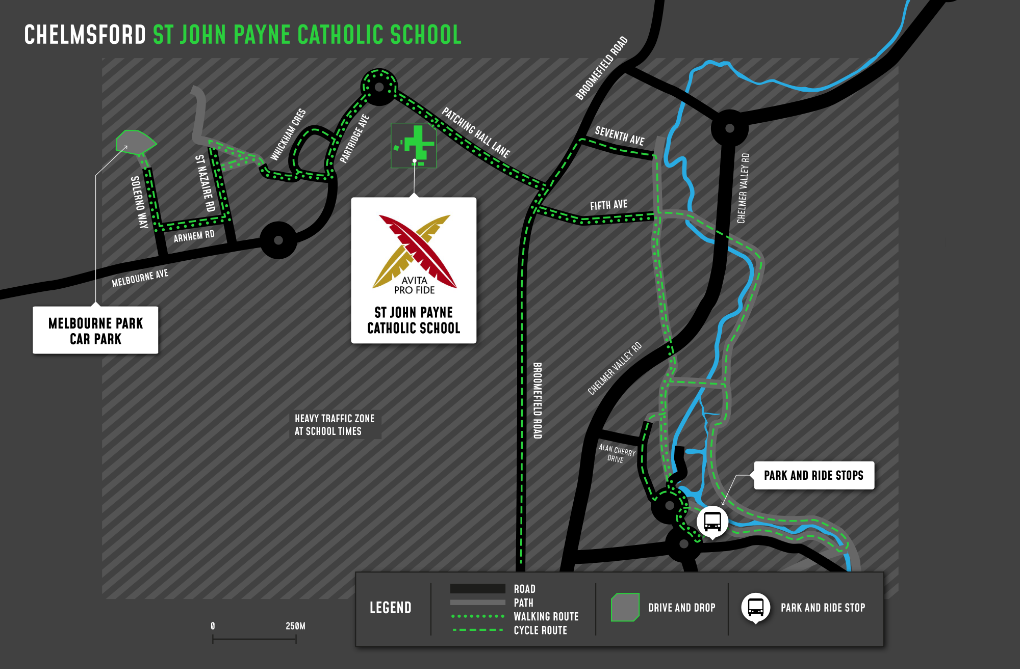 CHELMSFORD ST JOHN PAYNE CATHOLIC SCHOOL
BROOMEFIELD ROAD
WHICKHAM CRES
PARTRIDGE AVE
PATCHING HALL LANE
SEVENTH AVE
CHELMER VALLEY RD
SOLERNO WAY
ST NAZAIRE RD
ARNHEM RD
FIFTH AVE
MELBOURNE AVE
AVITA
PRO FIDE
ST JOHN PAYNE
CATHOLIC SCHOOL
MELBOURNE PARK
CAR PARK
CHELMER VALLEY RD
BROOMEFIELD ROAD
HEAVY TRAFFIC ZONE
AT SCHOOL TIMES
ALAN CHERRY
DRIVE
PARK AND RIDE STOPS
LEGEND
ROAD
PATH
WALKING ROUTE
CYCLE ROUTE
DRIVE AND DROP
PARK AND RIDE STOP
0 250M